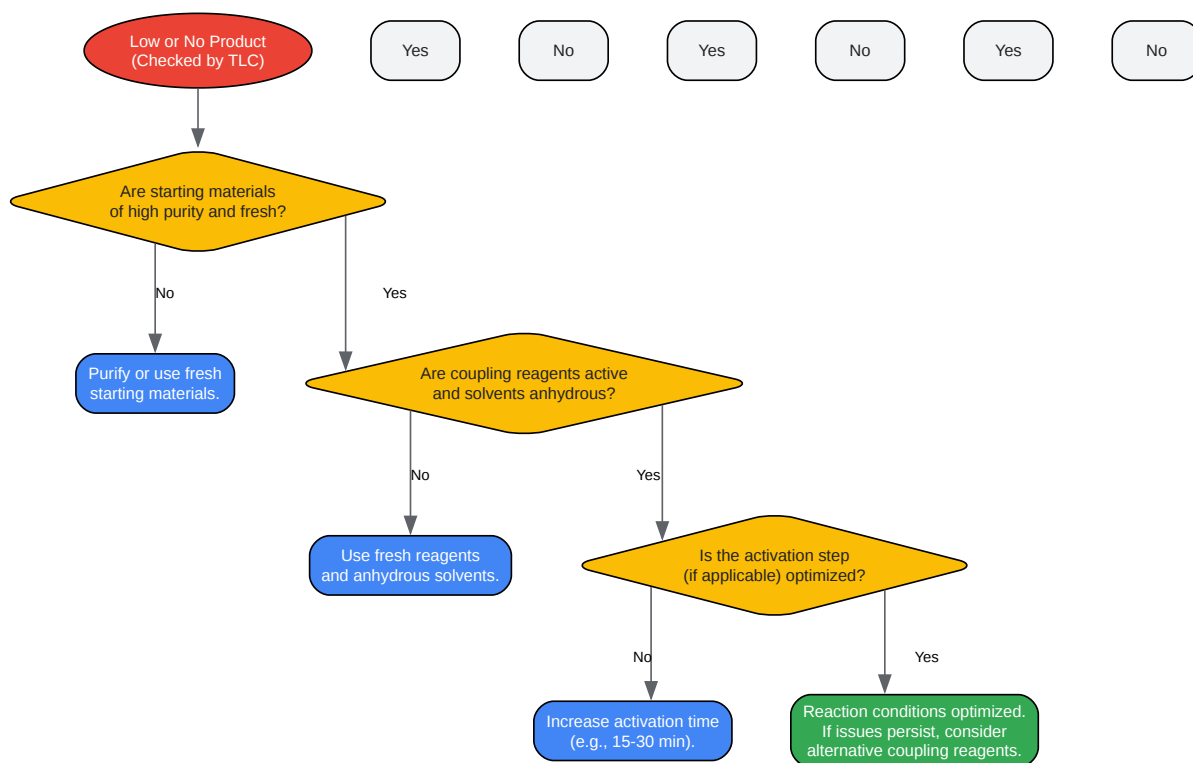 Low or No Product
(Checked by TLC)
Yes
No
Yes
No
Yes
No
Are starting materials
of high purity and fresh?
No
Yes
Purify or use fresh
starting materials.
Are coupling reagents active
and solvents anhydrous?
No
Yes
Use fresh reagents
and anhydrous solvents.
Is the activation step
(if applicable) optimized?
No
Yes
Increase activation time
(e.g., 15-30 min).
Reaction conditions optimized.
If issues persist, consider
alternative coupling reagents.